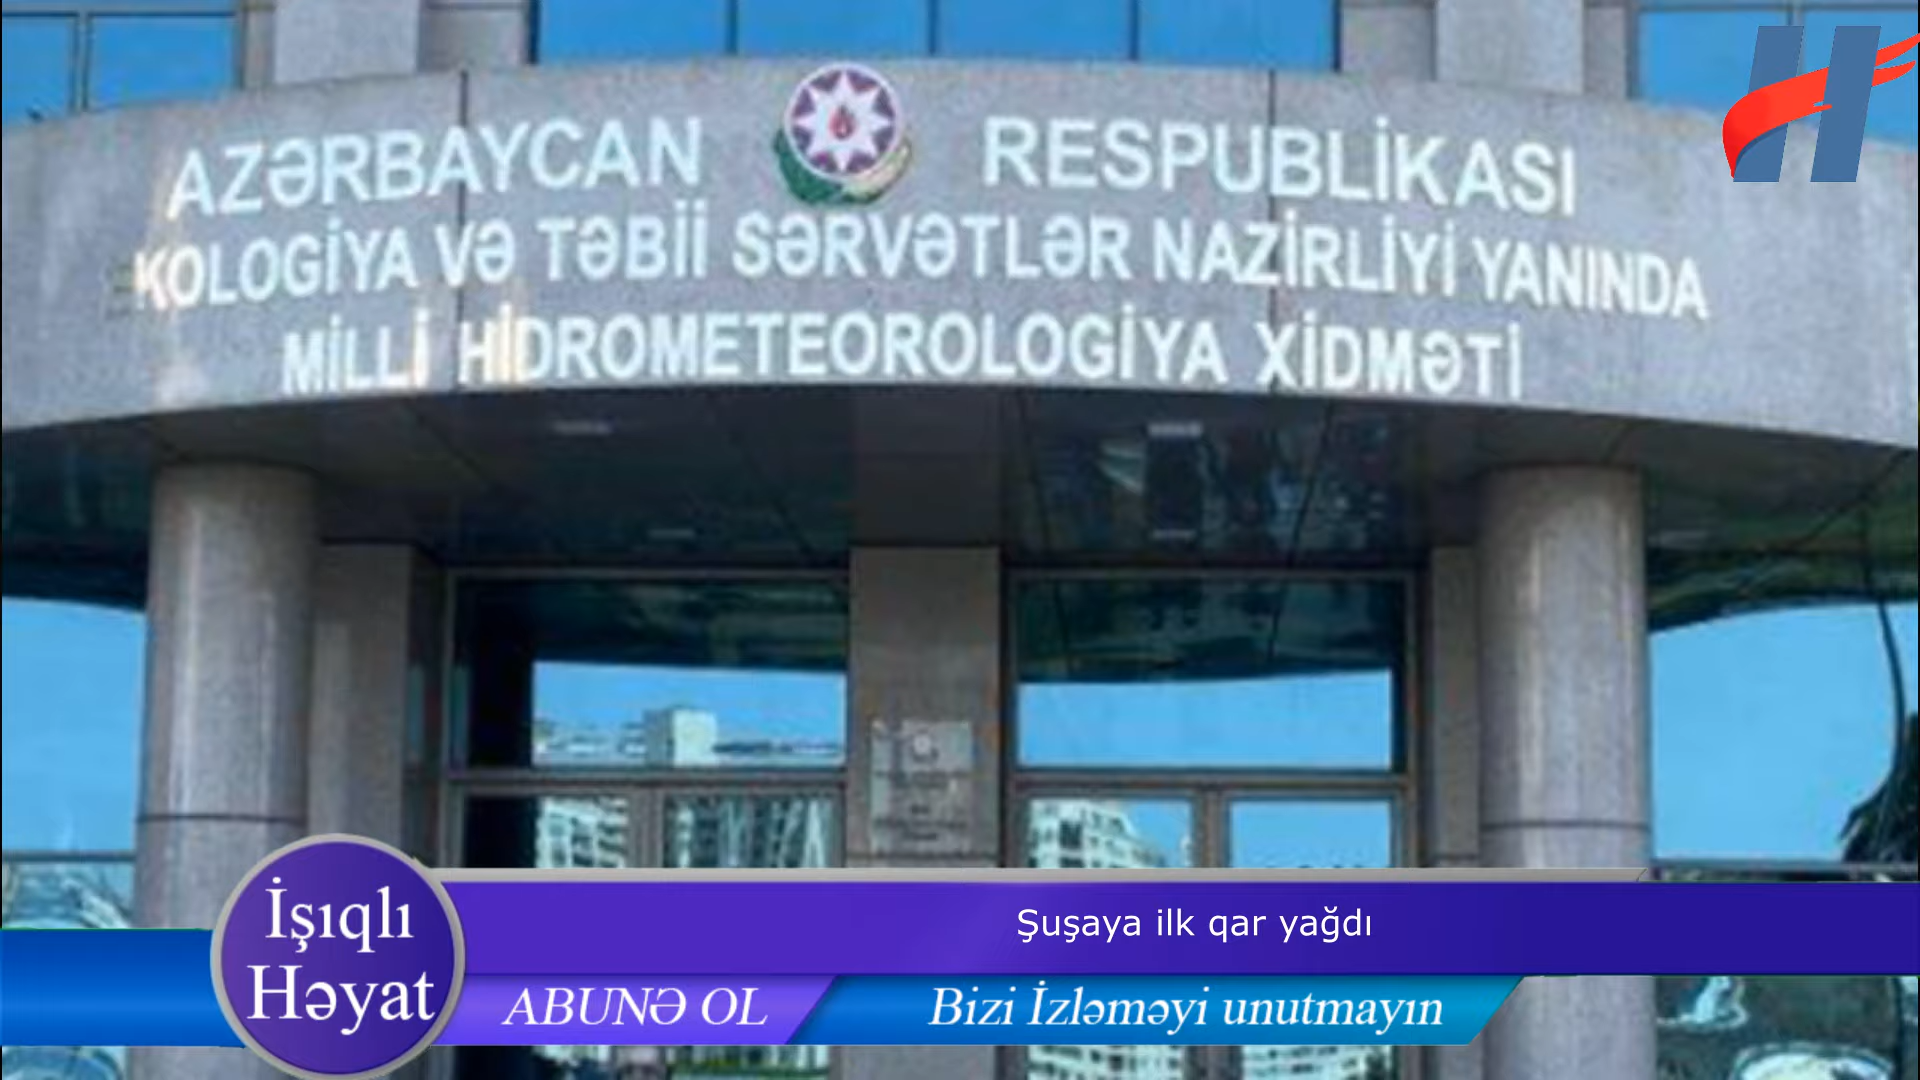 AZƏRBAYCAN RESPUBLİKASI
KOLOGİYA VƏ TƏBİİ SƏRVƏTLƏR NAZİRLİYİ YANINDA
MİLLİ HİDROMETEOROLOGİYA XİDMƏTİ
Şuşaya ilk qar yağdı
İşıqlı
Həyat
ABUNƏ OL
Bizi İzləməyi unutmayın